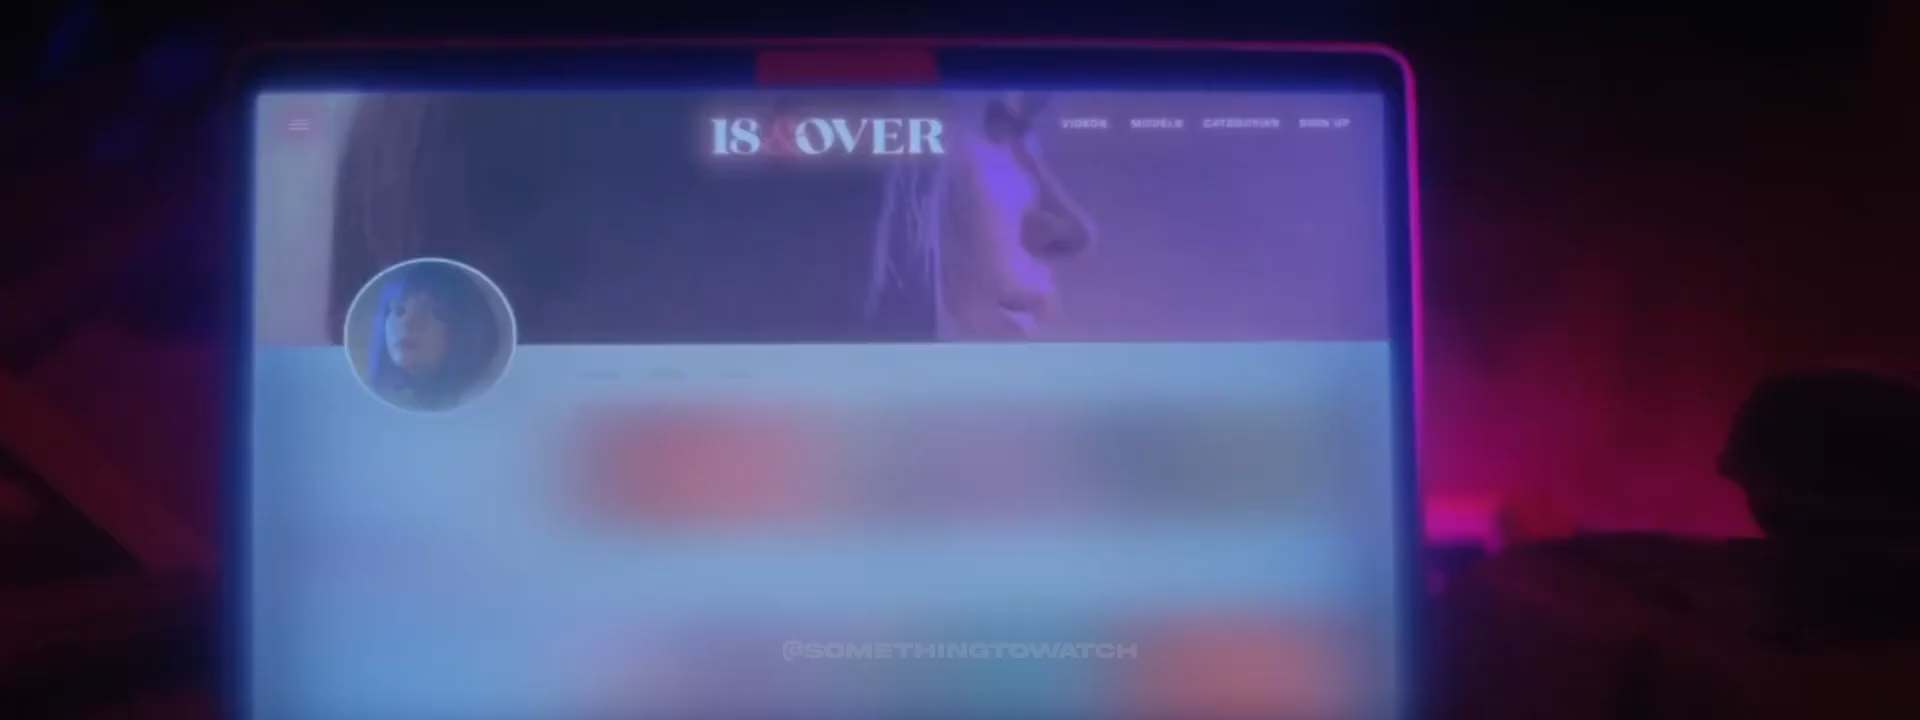 18 & OVER
VIDEOS MODELS CATEGORIES SIGN UP
@SOMETHINGTOWATCH